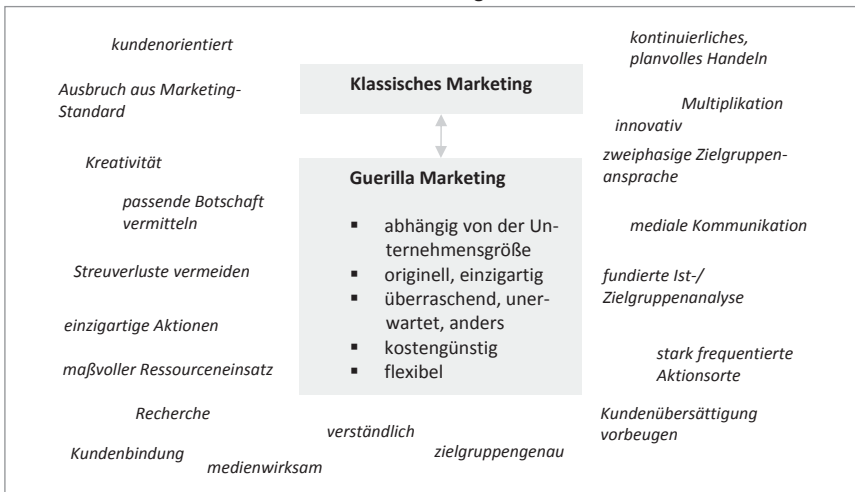 kundenorientiert
Ausbruch aus Marketing-
Standard
Kreativität
passende Botschaft
vermitteln
Streuverluste vermeiden
einzigartige Aktionen
maßvoller Ressourceneinsatz
Recherche
Kundenbindung
medienwirksam
Klassisches Marketing
Guerilla Marketing
▪ abhängig von der Un-
ternehmensgröße
▪ originell, einzigartig
▪ überraschend, uner-
wartet, anders
▪ kostengünstig
▪ flexibel
verständlich
zielgruppengenau
kontinuierliches,
planvolles Handeln
Multiplikation
innovativ
zweiphasige Zielgruppen-
ansprache
mediale Kommunikation
fundierte Ist-/
Zielgruppenanalyse
stark frequentierte
Aktionsorte
Kundenübersättigung
vorbeugen